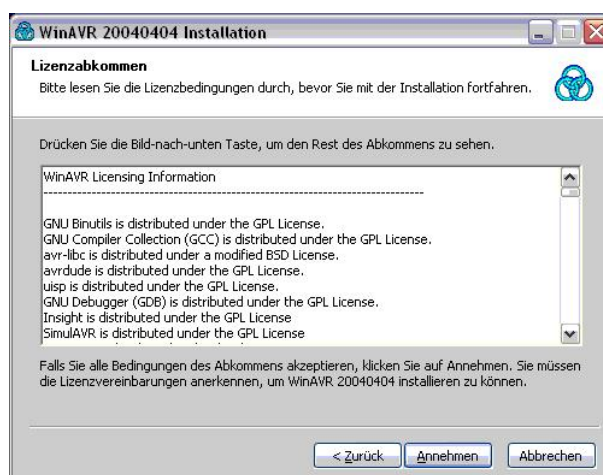 WinAVR 20040404 Installation
Lizenzabkommen
Bitte lesen Sie die Lizenzbedingungen durch, bevor Sie mit der Installation fortfahren.
Drücken Sie die Bild-nach-unten Taste, um den Rest des Abkommens zu sehen.
WinAVR Licensing Information
--------------------------------------------------------------------------------
GNU Binutils is distributed under the GPL License.
GNU Compiler Collection (GCC) is distributed under the GPL License.
avr-libc is distributed under a modified BSD License.
avrdude is distributed under the GPL License.
uisp is distributed under the GPL License.
GNU Debugger (GDB) is distributed under the GPL License.
Insight is distributed under the GPL License
SimulAVR is distributed under the GPL License
Falls Sie alle Bedingungen des Abkommens akzeptieren, klicken Sie auf Annehmen. Sie müssen
die Lizenzvereinbarungen anerkennen, um WinAVR 20040404 installieren zu können.
< Zurück Annehmen Abbrechen